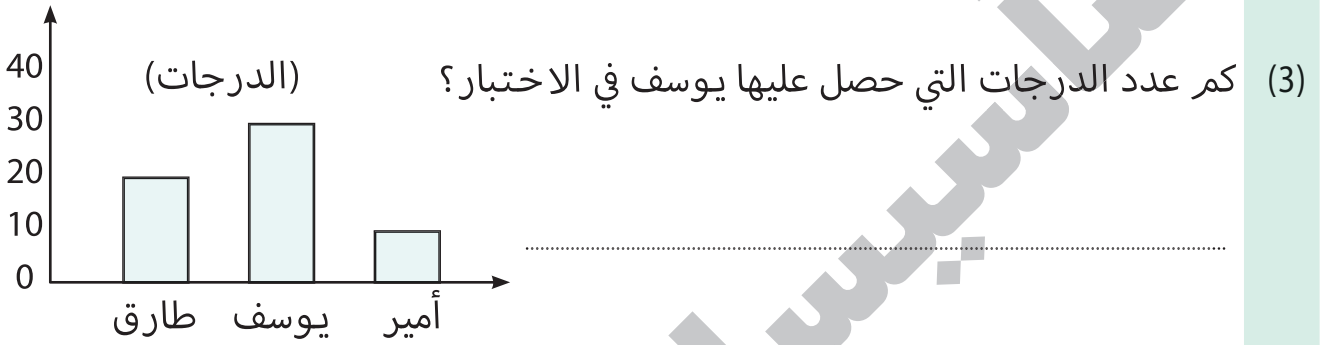 (3) كم عدد الدرجات التي حصل عليها يوسف في الاختبار؟
(الدرجات)
40
30
20
10
0
طارق يوسف أمير